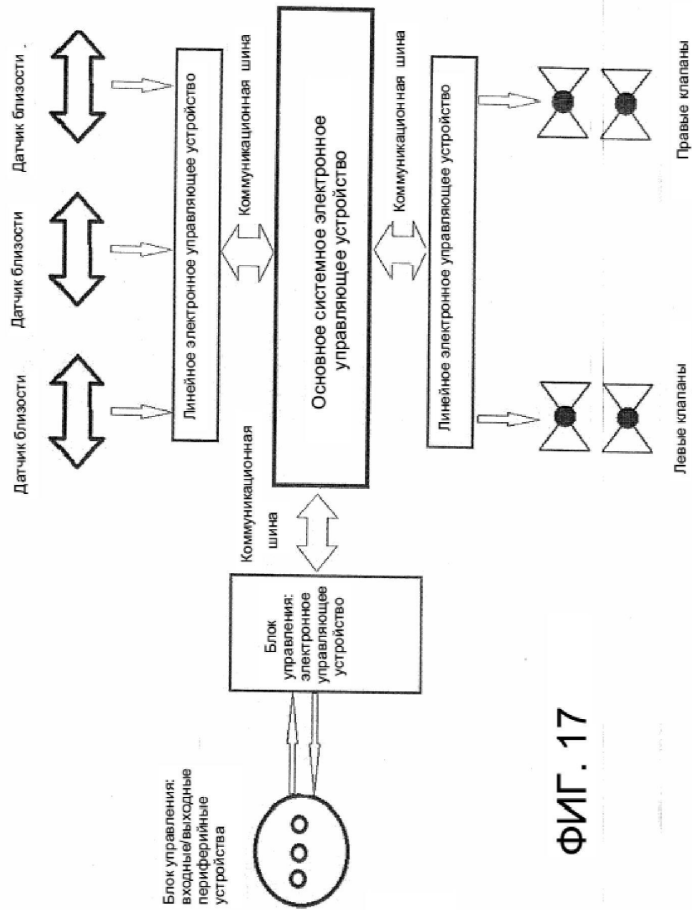 Датчик близости
Датчик близости
Датчик близости
Линейное электронное управляющее устройство
Коммуникационная
шина
Коммуникационная шина
Блок управления:
входные/выходные
периферийные
устройства
Блок
управления:
электронное
управляющее
устройство
Основное системное электронное
управляющее устройство
Коммуникационная шина
Линейное электронное управляющее устройство
Левые клапаны
Правые клапаны
ФИГ. 17